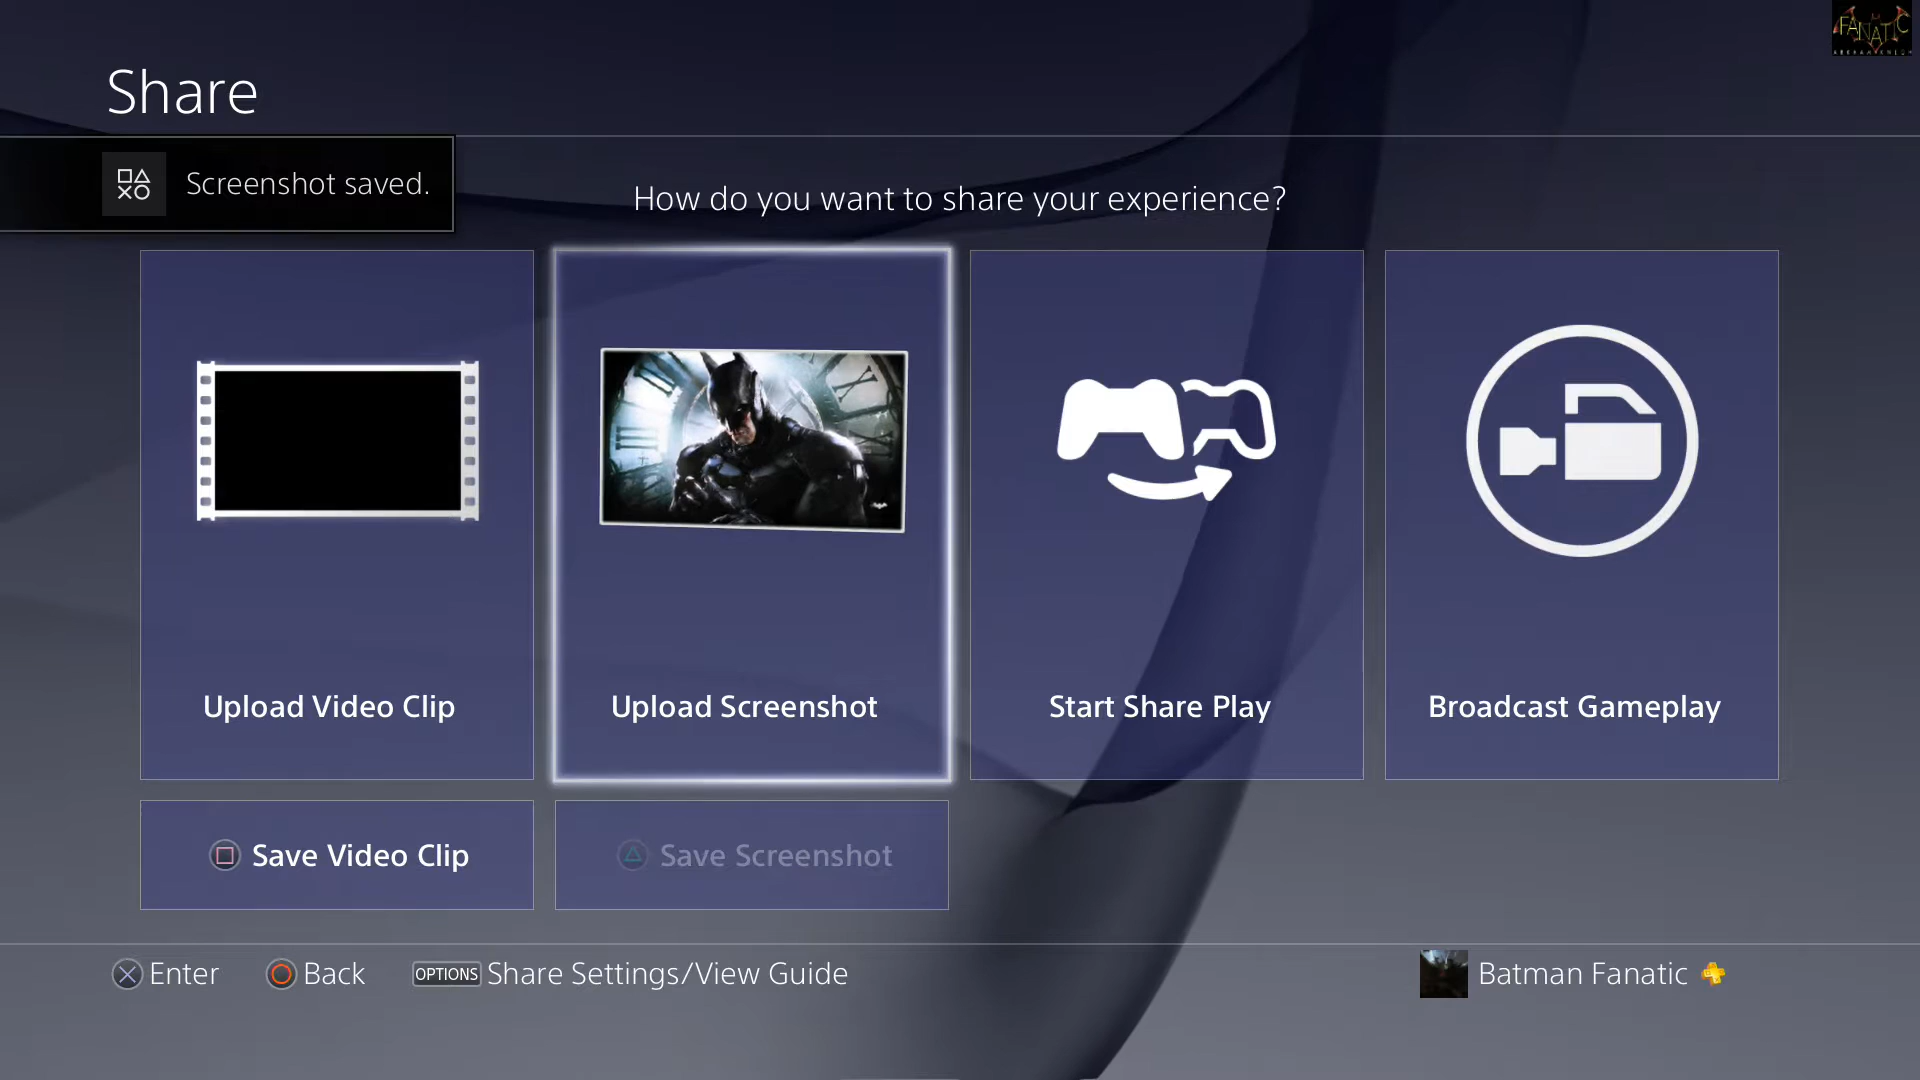 FANATIC
Share
Screenshot saved.
How do you want to share your experience?
Upload Video Clip
Upload Screenshot
Start Share Play
Broadcast Gameplay
Save Video Clip
Save Screenshot
Enter
Back
OPTIONS Share Settings/View Guide
Batman Fanatic